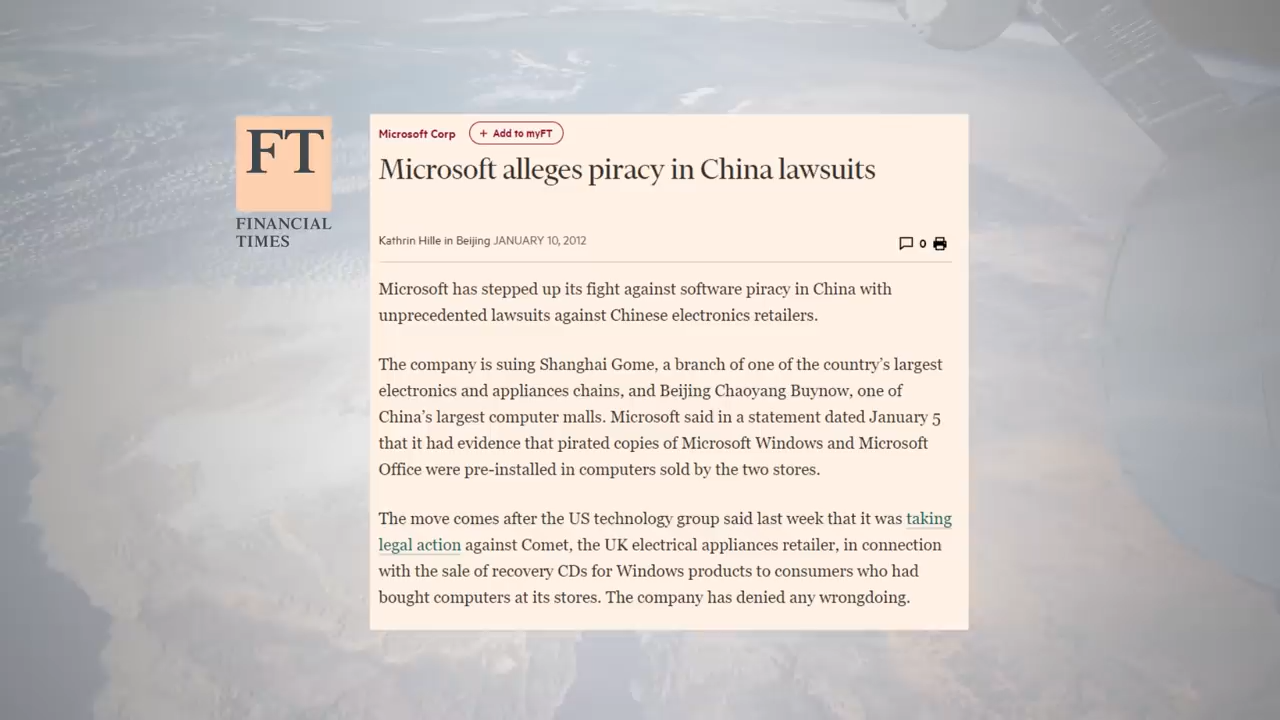 FT
FINANCIAL
TIMES
Microsoft Corp
+ Add to myFT
Microsoft alleges piracy in China lawsuits
Kathrin Hille in Beijing JANUARY 10, 2012
0
Microsoft has stepped up its fight against software piracy in China with
unprecedented lawsuits against Chinese electronics retailers.
The company is suing Shanghai Gome, a branch of one of the country’s largest
electronics and appliances chains, and Beijing Chaoyang Buynow, one of
China’s largest computer malls. Microsoft said in a statement dated January 5
that it had evidence that pirated copies of Microsoft Windows and Microsoft
Office were pre-installed in computers sold by the two stores.
The move comes after the US technology group said last week that it was taking
legal action against Comet, the UK electrical appliances retailer, in connection
with the sale of recovery CDs for Windows products to consumers who had
bought computers at its stores. The company has denied any wrongdoing.